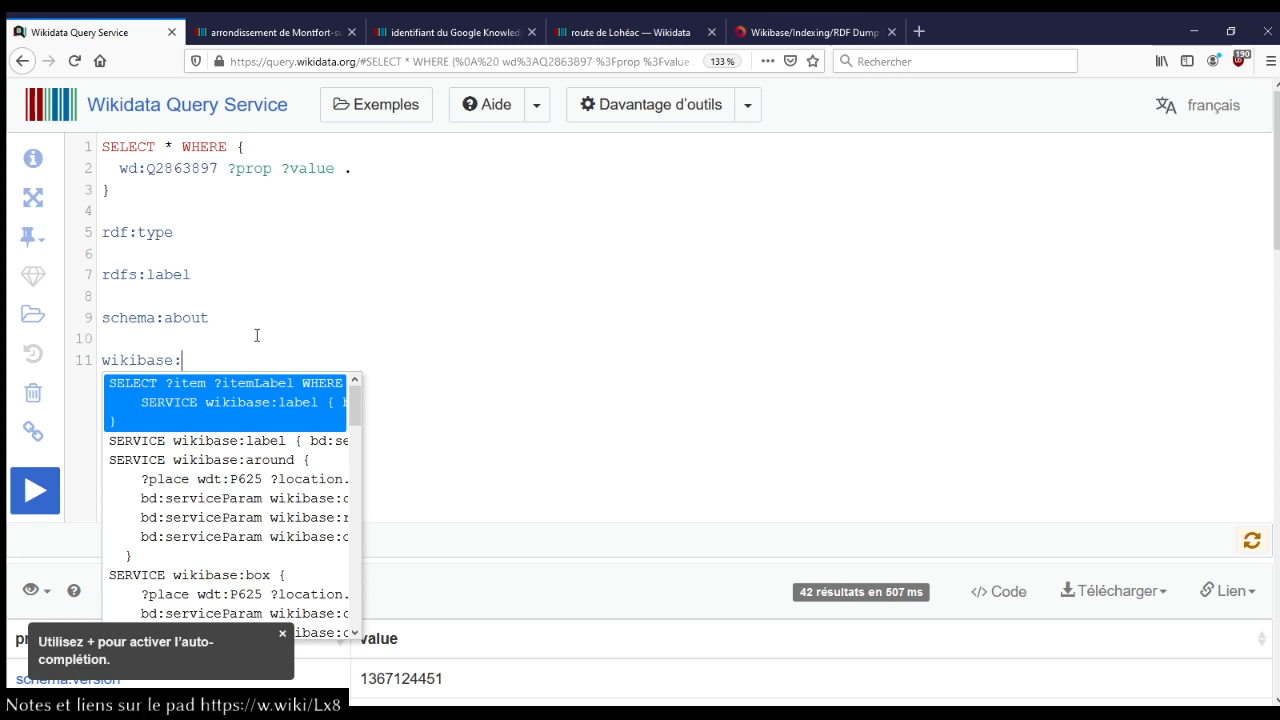 Wikidata Query Service
arrondissement de Montfort-su
identifiant du Google Knowled
route de Lohéac — Wikidata
Wikibase/Indexing/RDF Dump
https://query.wikidata.org/#SELECT * WHERE {%0A%20 wd%3AQ2863897 %3Fprop %3Fvalue
133 %
Rechercher
Wikidata Query Service
Exemples
Aide
Davantage d'outils
français
1 SELECT * WHERE {
2 wd:Q2863897 ?prop ?value .
3 }
4
5 rdf:type
6
7 rdfs:label
8
9 schema:about
10
11 wikibase:
SELECT ?item ?itemLabel WHERE
SERVICE wikibase:label {
}
SERVICE wikibase:label { bd:se
SERVICE wikibase:around {
?place wdt:P625 ?location.
bd:serviceParam wikibase:c
bd:serviceParam wikibase:r
bd:serviceParam wikibase:c
}
SERVICE wikibase:box {
?place wdt:P625 ?location.
bd:serviceParam wikibase:c
ibase:c
42 résultats en 507 ms
</> Code
Télécharger
Lien
Utilisez + pour activer l'auto-
complétion.
pr
value
schema:version
1367124451
Notes et liens sur le pad https://w.wiki/Lx8